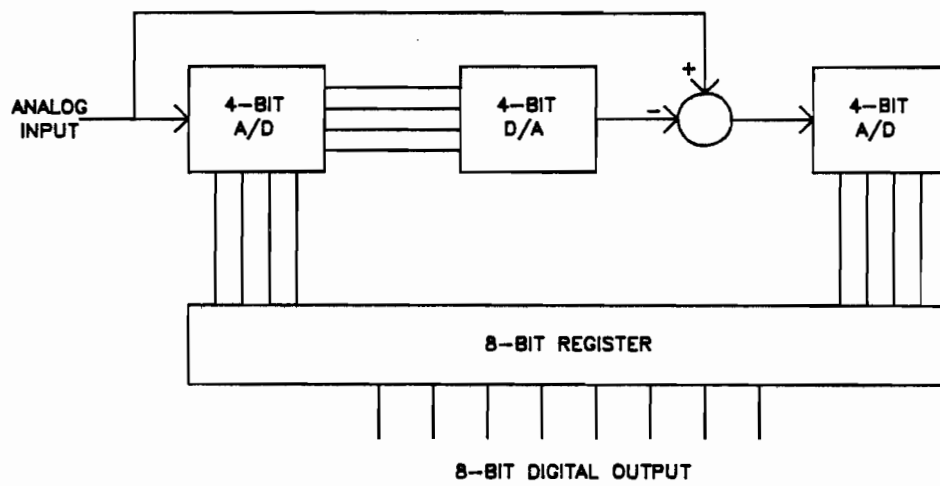 ANALOG
INPUT
4-BIT
A/D
4-BIT
D/A
-
+
4-BIT
A/D
8-BIT REGISTER
8-BIT DIGITAL OUTPUT